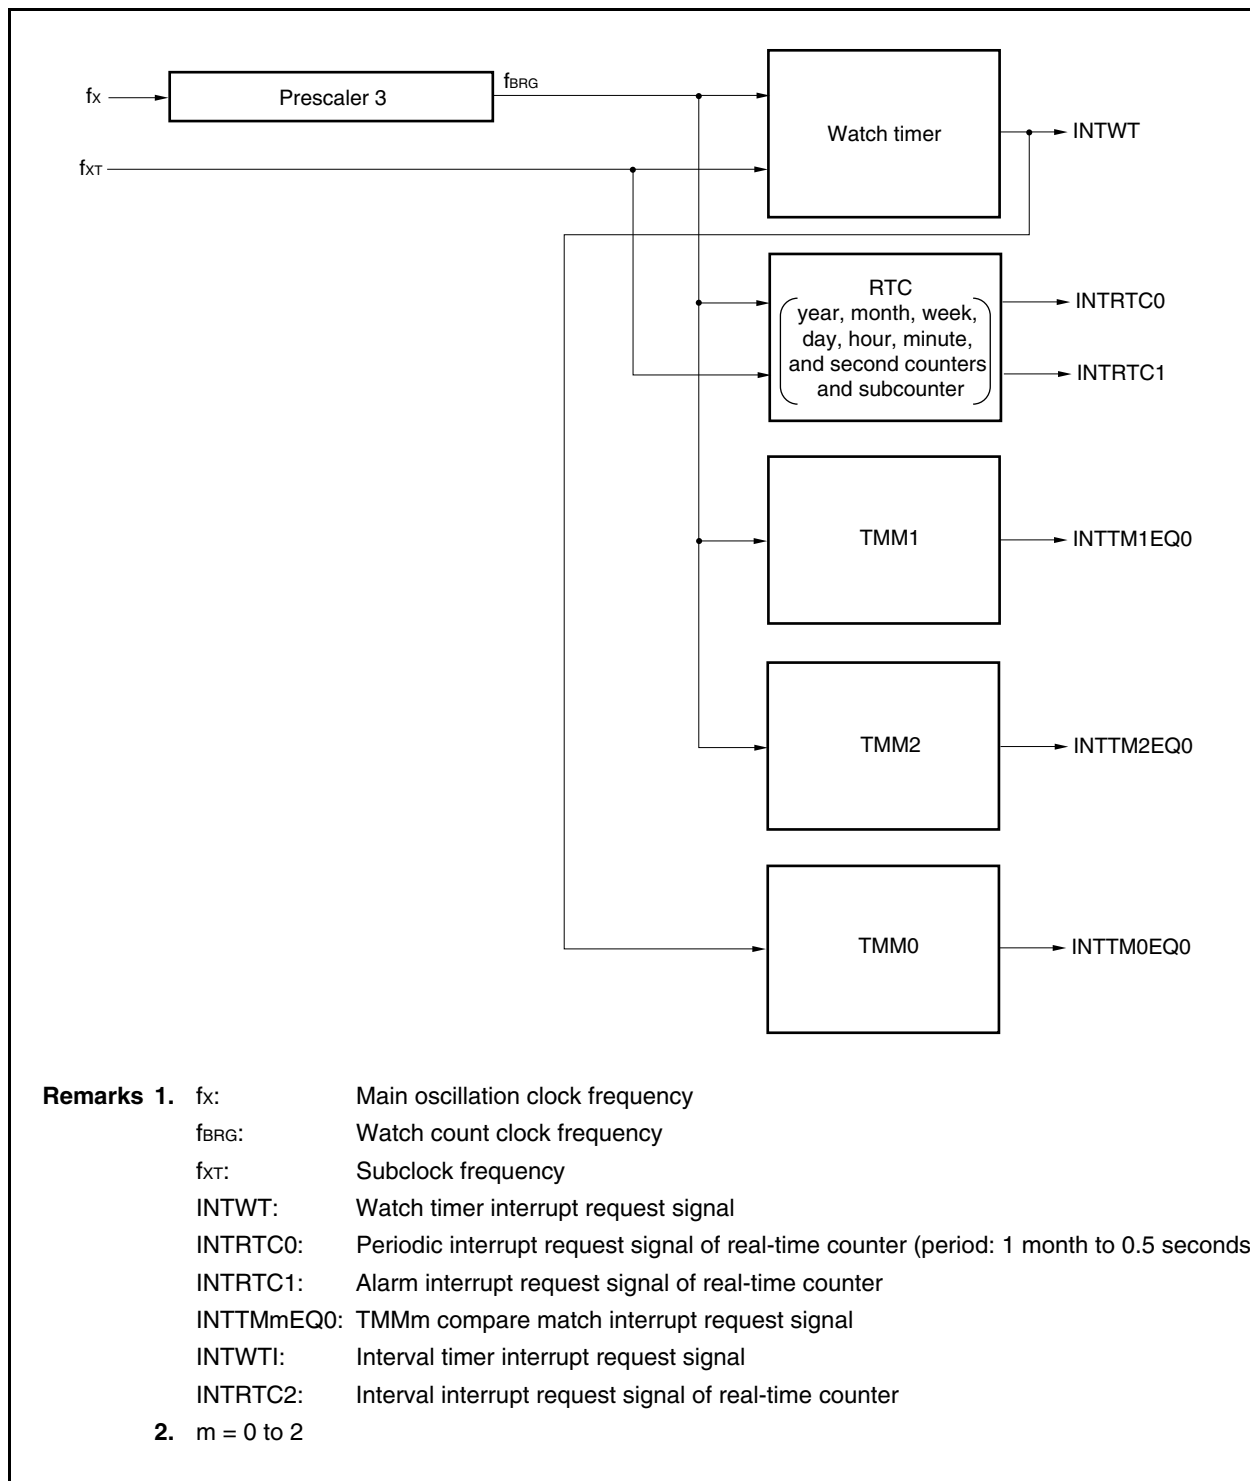 fX
Prescaler 3
fBRG
fXT
Watch timer
INTWT
RTC
year, month, week,
day, hour, minute,
and second counters
and subcounter
INTRTC0
INTRTC1
TMM1
INTTM1EQ0
TMM2
INTTM2EQ0
TMM0
INTTM0EQ0
Remarks 1. fX: Main oscillation clock frequency
fBRG: Watch count clock frequency
fXT: Subclock frequency
INTWT: Watch timer interrupt request signal
INTRTC0: Periodic interrupt request signal of real-time counter (period: 1 month to 0.5 seconds
INTRTC1: Alarm interrupt request signal of real-time counter
INTTMmEQ0: TMMm compare match interrupt request signal
INTWTI: Interval timer interrupt request signal
INTRTC2: Interval interrupt request signal of real-time counter
2. m = 0 to 2